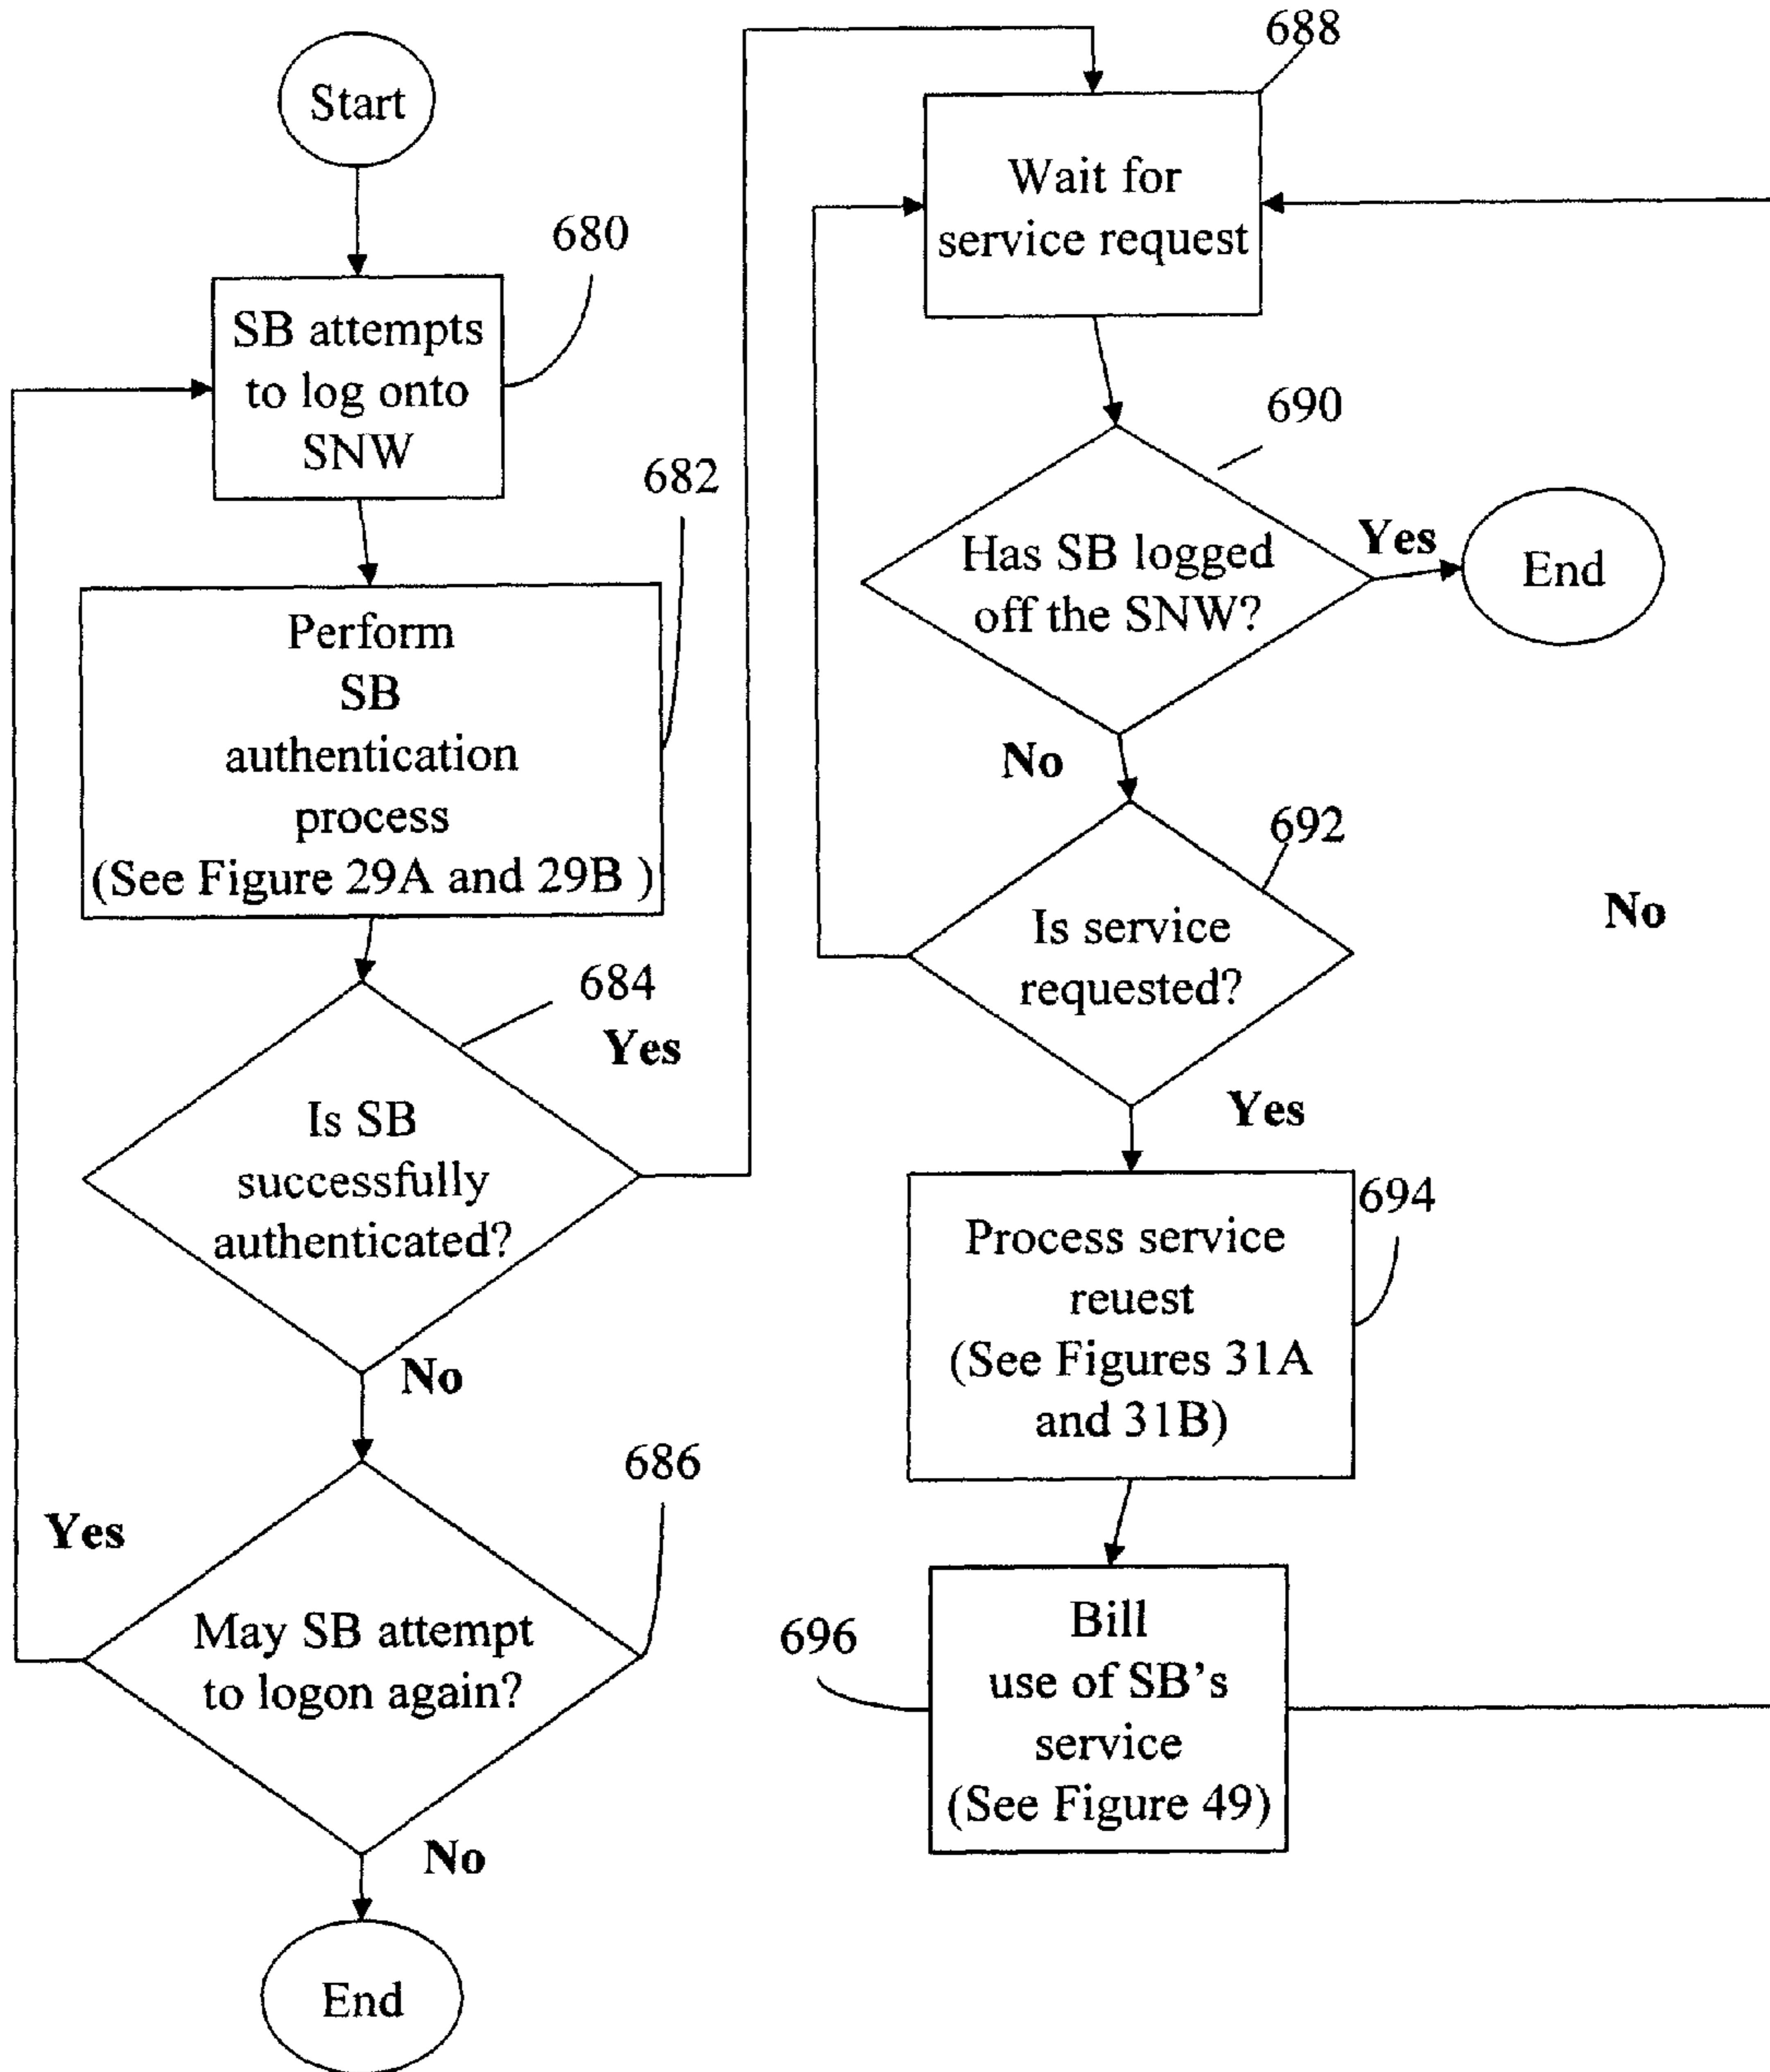 Start
680
SB attempts
to log onto
SNW
682
Perform
SB
authentication
process
(See Figure 29A and 29B )
684
Yes
Is SB
successfully
authenticated?
No
686
Yes
May SB attempt
to logon again?
No
End
688
Wait for
service request
690
Has SB logged
off the SNW?
Yes
End
No
692
Is service
requested?
No
Yes
694
Process service
reuest
(See Figures 31A
and 31B)
696
Bill
use of SB’s
service
(See Figure 49)